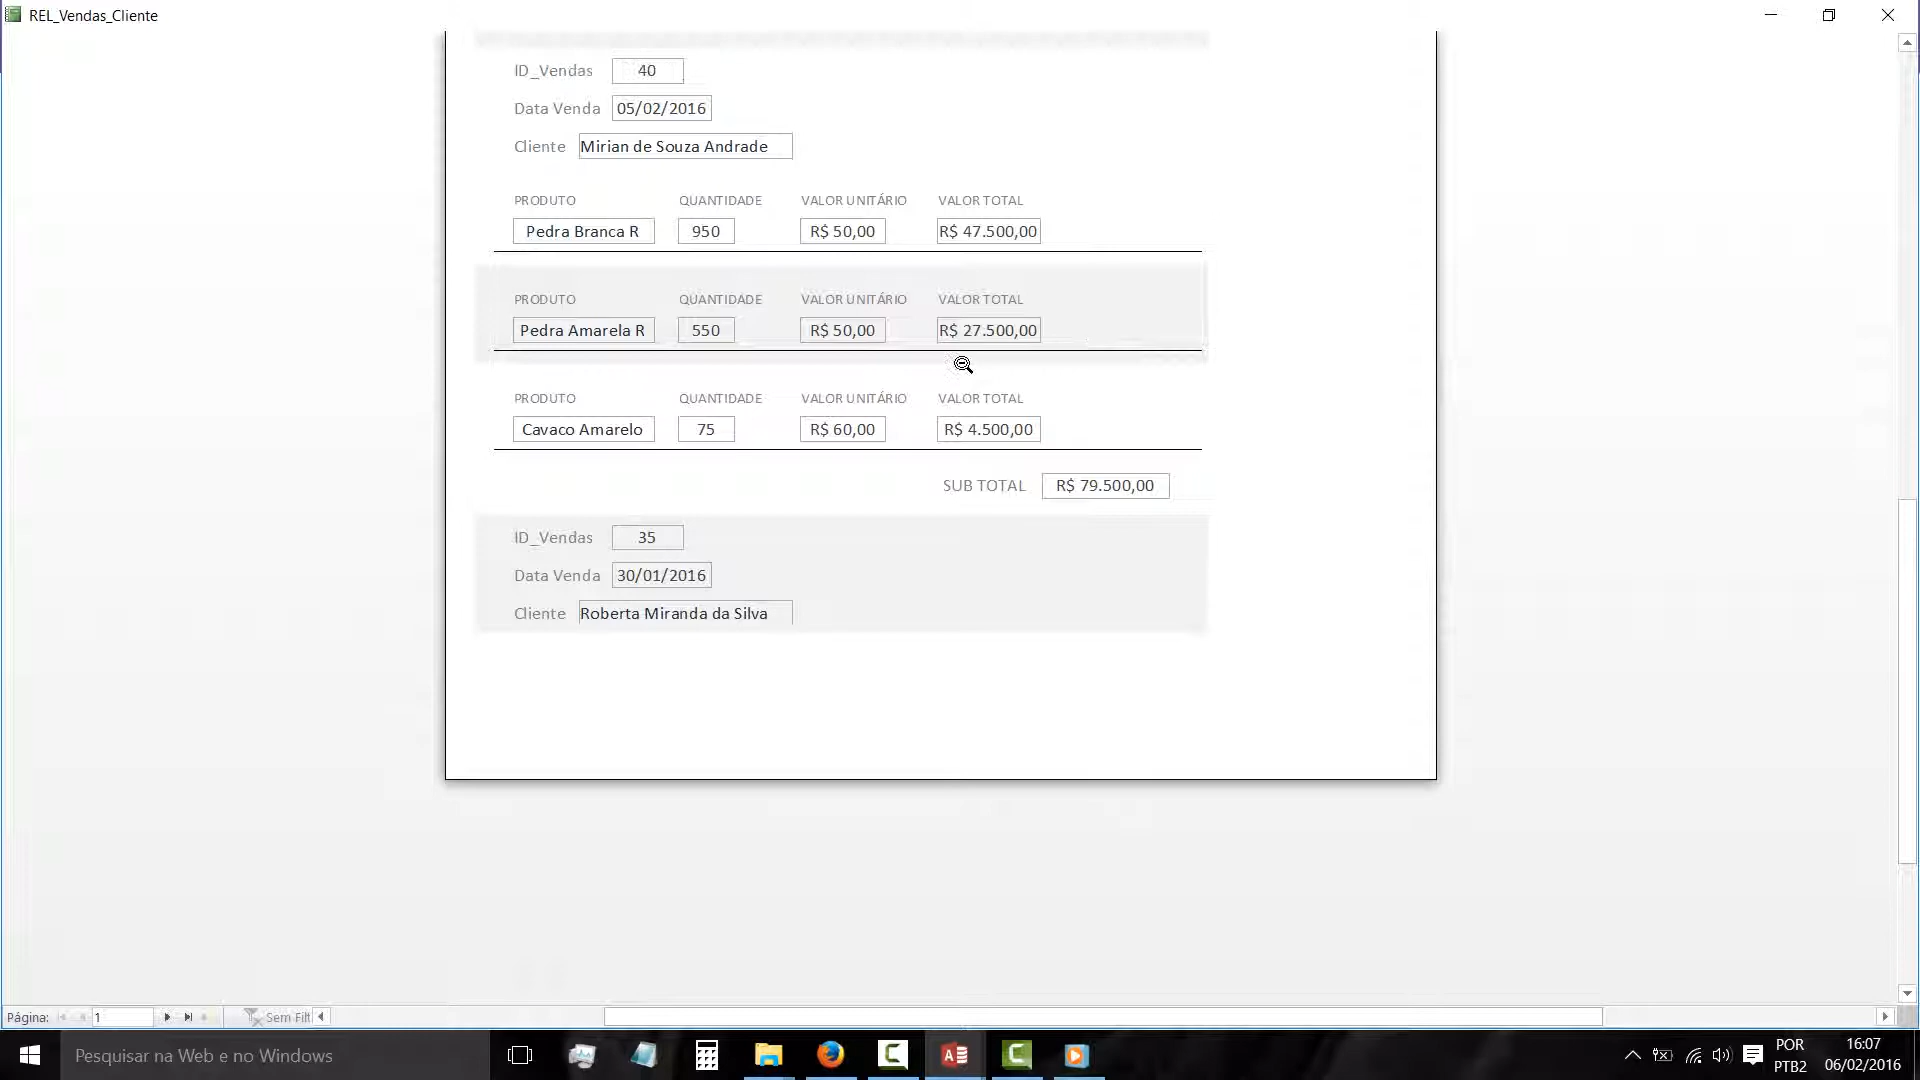 REL_Vendas_Cliente
ID_Vendas 40
Data Venda 05/02/2016
Cliente Mirian de Souza Andrade
PRODUTO QUANTIDADE VALOR UNITÁRIO VALOR TOTAL
Pedra Branca R 950 R$ 50,00 R$ 47.500,00
PRODUTO QUANTIDADE VALOR UNITÁRIO VALOR TOTAL
Pedra Amarela R 550 R$ 50,00 R$ 27.500,00
PRODUTO QUANTIDADE VALOR UNITÁRIO VALOR TOTAL
Cavaco Amarelo 75 R$ 60,00 R$ 4.500,00
SUB TOTAL R$ 79.500,00
ID_Vendas 35
Data Venda 30/01/2016
Cliente Roberta Miranda da Silva
Página: 1 Sem Filt
Pesquisar na Web e no Windows
POR 16:07
PTB2 06/02/2016